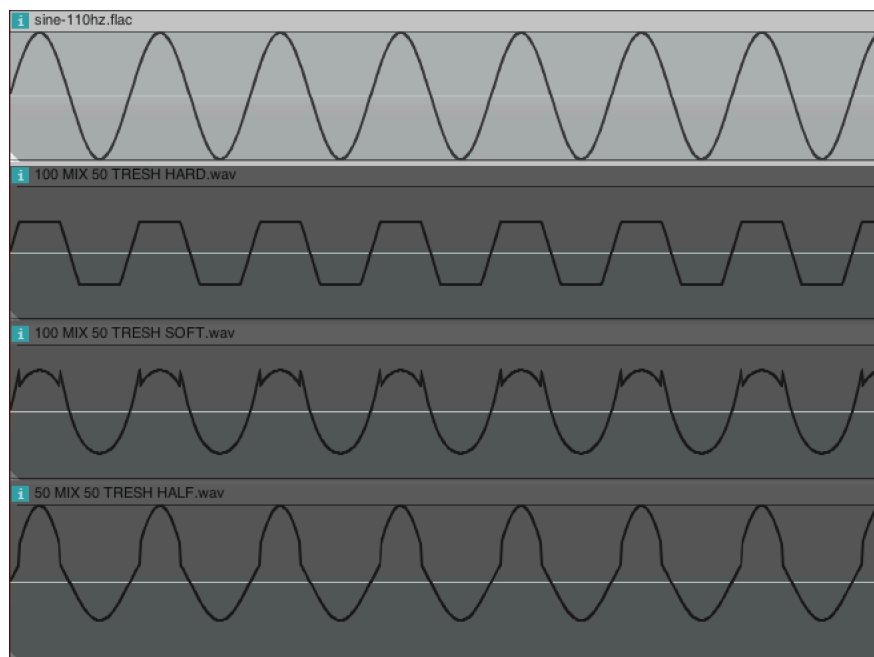 i sine-110hz.flac
i 100 MIX 50 TRESH HARD.wav
i 100 MIX 50 TRESH SOFT.wav
i 50 MIX 50 TRESH HALF.wav